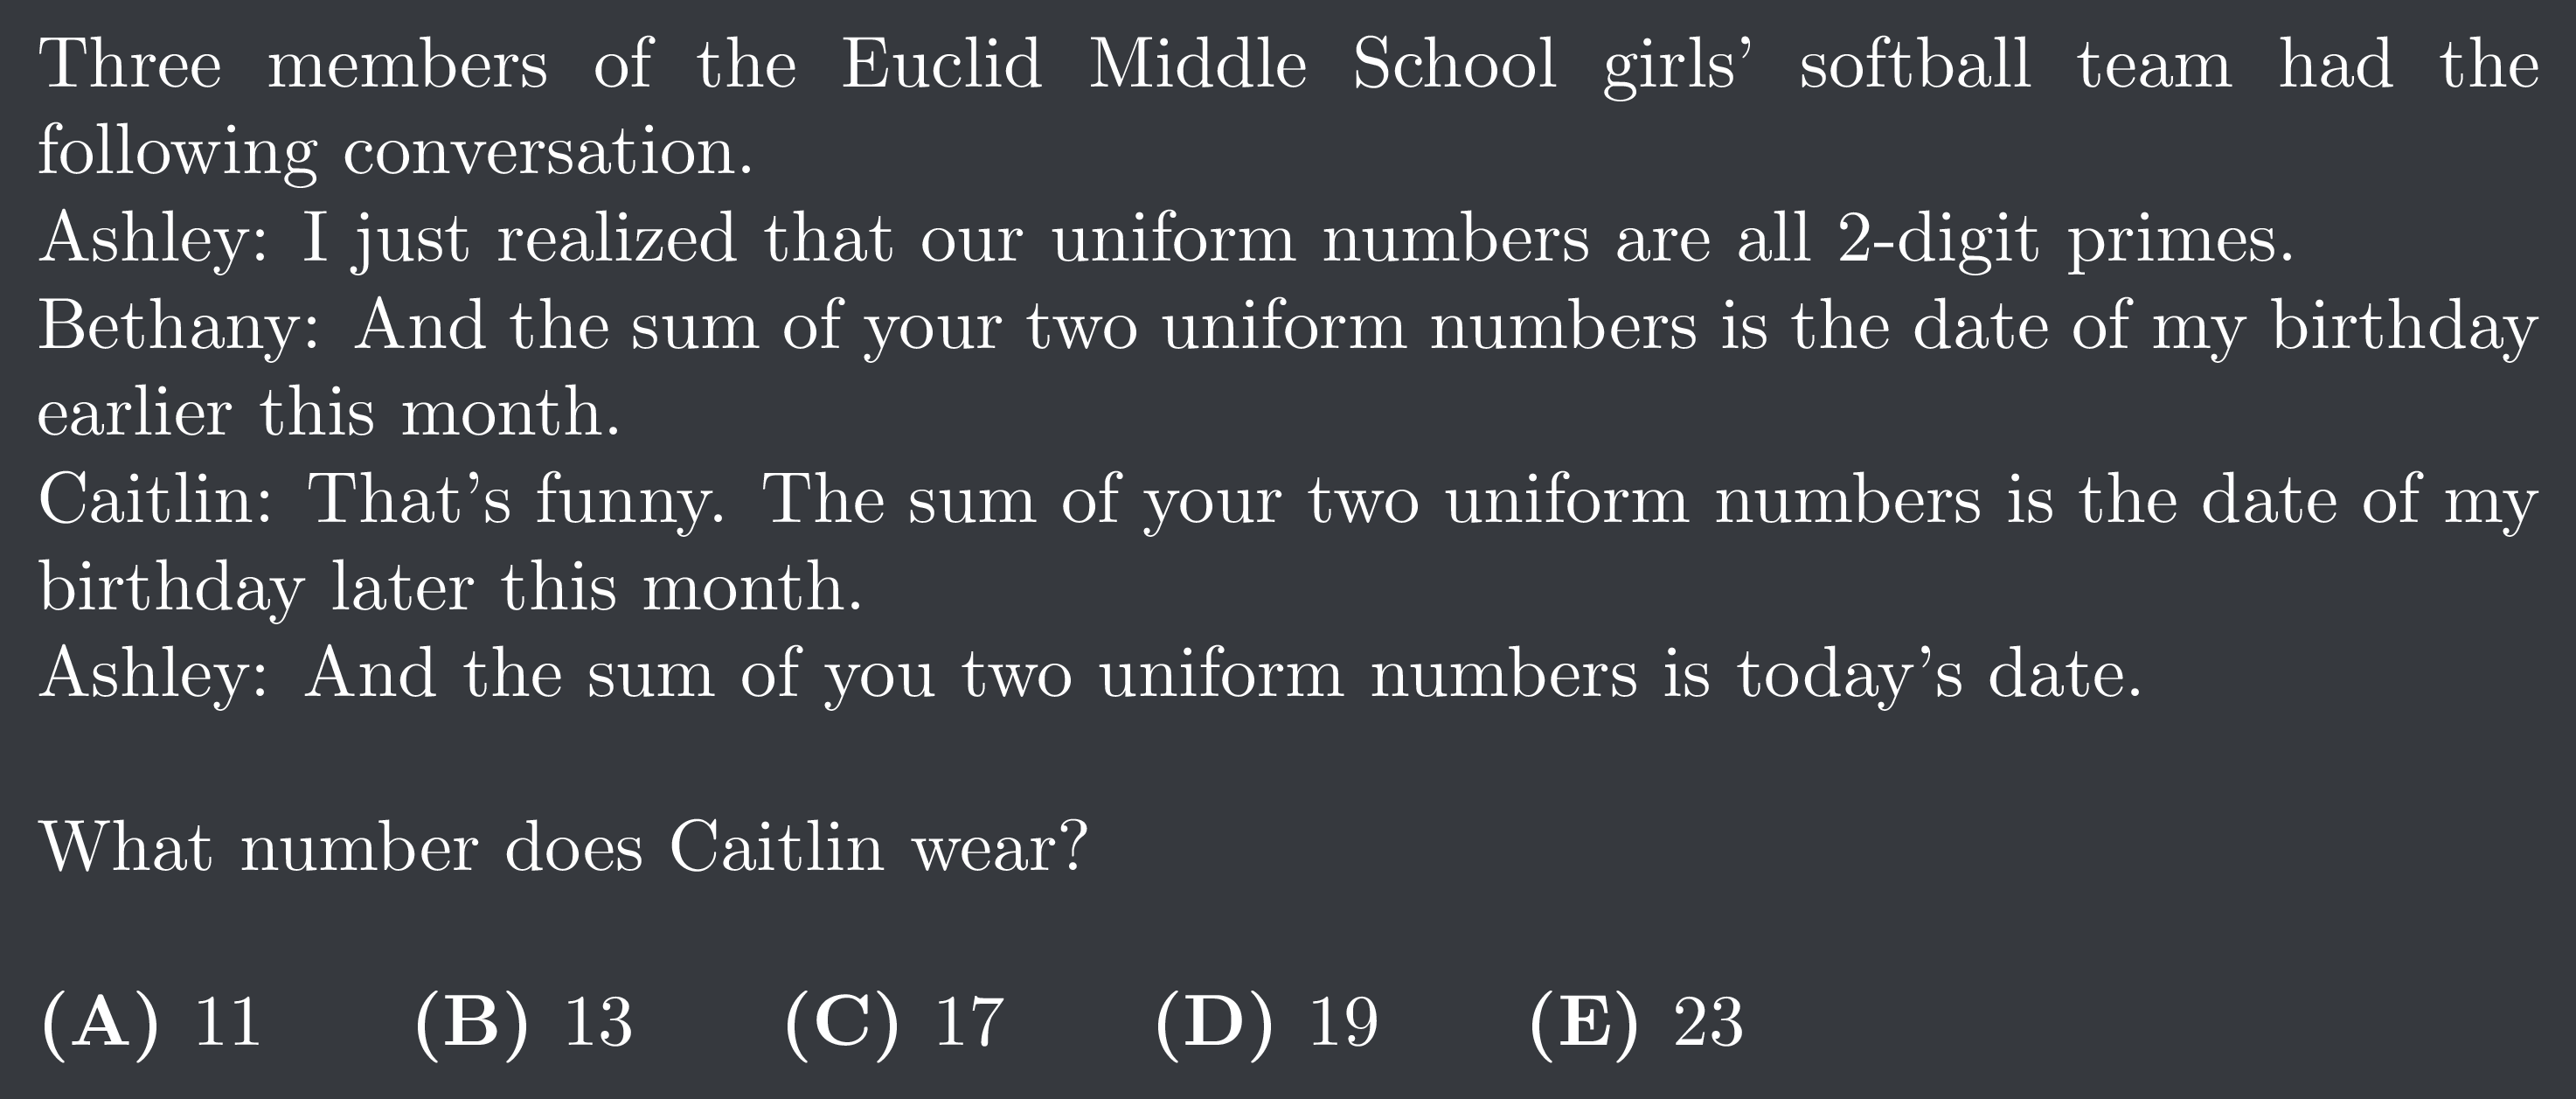 Three members of the Euclid Middle School girls’ softball team had the
following conversation.
Ashley: I just realized that our uniform numbers are all 2-digit primes.
Bethany: And the sum of your two uniform numbers is the date of my birthday
earlier this month.
Caitlin: That’s funny. The sum of your two uniform numbers is the date of my
birthday later this month.
Ashley: And the sum of you two uniform numbers is today’s date.
What number does Caitlin wear?
(A) 11 (B) 13 (C) 17 (D) 19 (E) 23